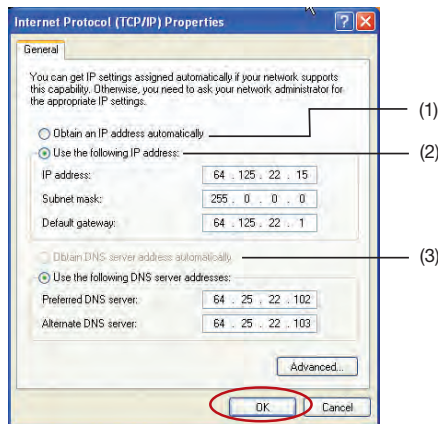 Internet Protocol (TCP/IP) Properties
General
You can get IP settings assigned automatically if your network supports
this capability. Otherwise, you need to ask your network administrator for
the appropriate IP settings.
Obtain an IP address automatically
(1)
Use the following IP address:
(2)
IP address: 64 . 125 . 22 . 15
Subnet mask: 255 . 0 . 0 . 0
Default gateway: 64 . 125 . 22 . 1
Obtain DNS server address automatically
(3)
Use the following DNS server addresses:
Preferred DNS server: 64 . 25 . 22 . 102
Alternate DNS server: 64 . 25 . 22 . 103
Advanced...
OK Cancel